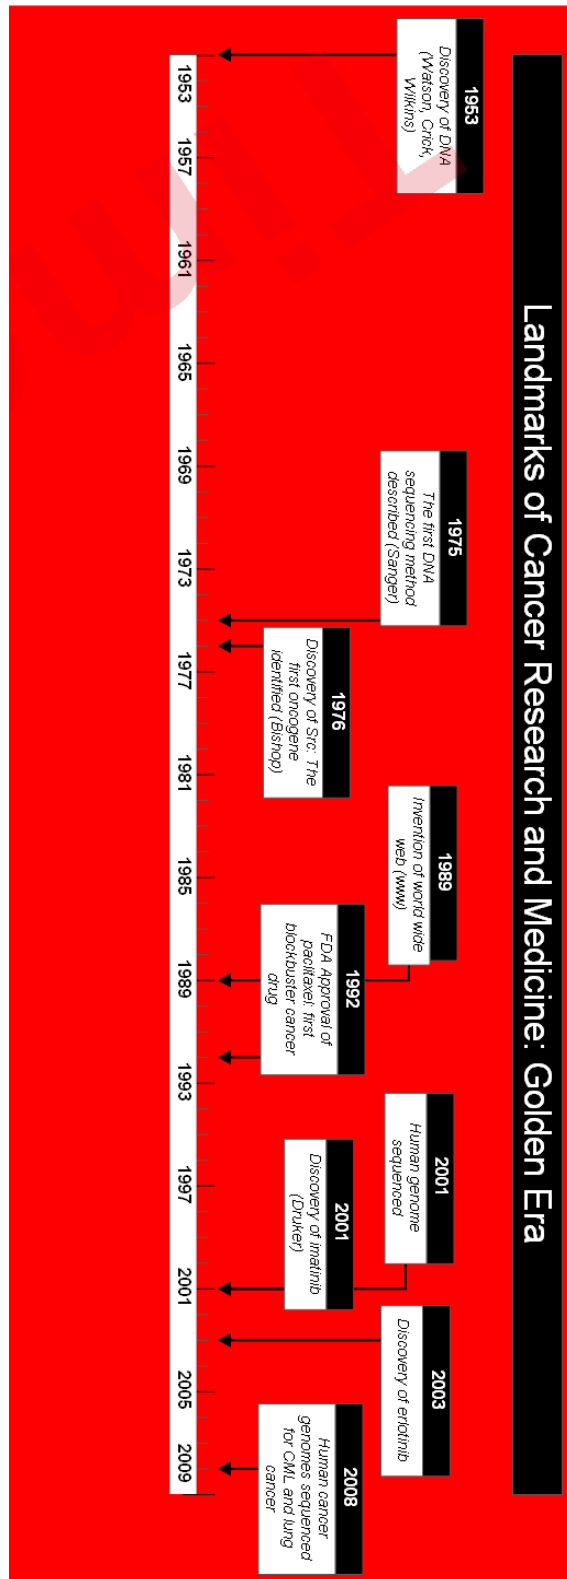 Landmarks of Cancer Research and Medicine: Golden Era
1953
Discovery of DNA
(Watson, Crick,
Wilkins)
1975
The first DNA
sequencing method
described (Sanger)
1976
Discovery of Src: The
first oncogene
identified (Bishop)
1989
Invention of world wide
web (www)
1992
FDA Approval of
paclitaxel: first
blockbuster cancer
drug
2001
Human genome
sequenced
2001
Discovery of imatinib
(Druker)
2003
Discovery of erlotinib
2008
Human cancer
genomes sequenced
for CML and lung
cancer
1953 1957 1961 1965 1969 1973 1977 1981 1985 1989 1993 1997 2001 2005 2009